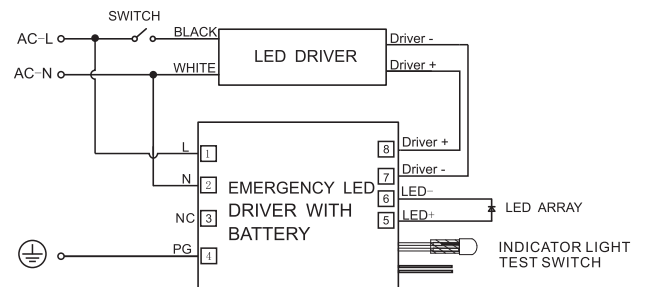 SWITCH
AC-L
BLACK
LED DRIVER
Driver -
AC-N
WHITE
Driver +
L
1
8
Driver +
N
2
7
Driver -
EMERGENCY LED
DRIVER WITH
BATTERY
6
LED-
NC
3
5
LED+
LED ARRAY
PG
4
INDICATOR LIGHT
TEST SWITCH